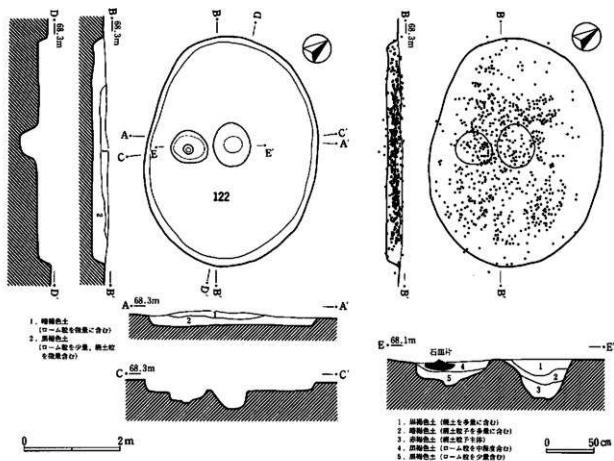 D
68.3m
D'
B
68.3m
B'
B
D
A
C
E
E'
C'
A'
122
D'
B'
B
68.3m
B'
B
B'
2
A 68.3m
A'
2
C 68.3m
C'
E 68.1m
E'
石皿片
4
5
1
2
3
1. 暗褐色土
(ローム粒を微量に含む)
2. 黒褐色土
(ローム粒を少量、焼土粒
を微量含む)
0 2m
1. 黒褐色土 (焼土を多量に含む)
2. 暗褐色土 (焼土粒子を多量に含む)
3. 赤褐色土 (焼土粒子主体)
4. 黒褐色土 (ロームを中程度含む)
5. 黒褐色土 (ローム粒を少量含む)
0 50cm